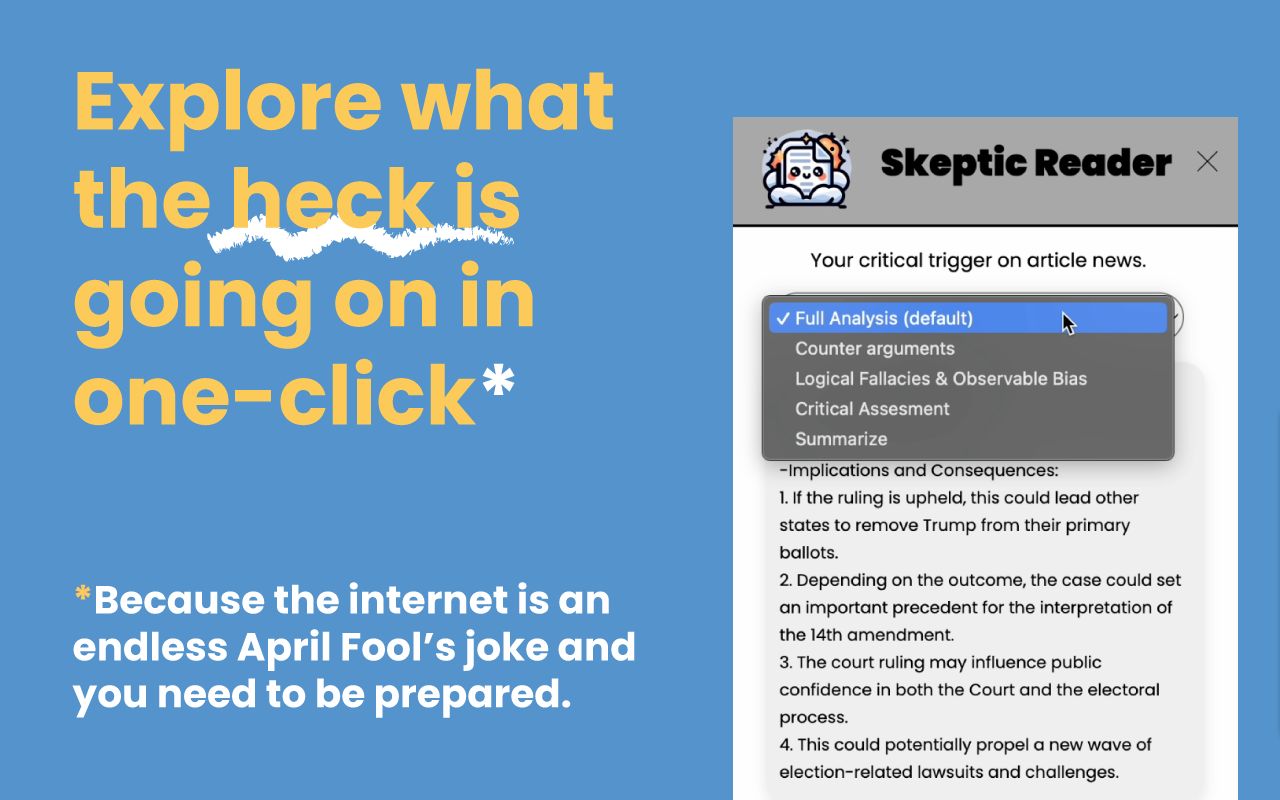 Explore what
the heck is
going on in
one-click*
*Because the internet is an
endless April Fool’s joke and
you need to be prepared.
Skeptic Reader
Your critical trigger on article news.
✓ Full Analysis (default)
Counter arguments
Logical Fallacies & Observable Bias
Critical Assesment
Summarize
-Implications and Consequences:
1. If the ruling is upheld, this could lead other
states to remove Trump from their primary
ballots.
2. Depending on the outcome, the case could set
an important precedent for the interpretation of
the 14th amendment.
3. The court ruling may influence public
confidence in both the Court and the electoral
process.
4. This could potentially propel a new wave of
election-related lawsuits and challenges.